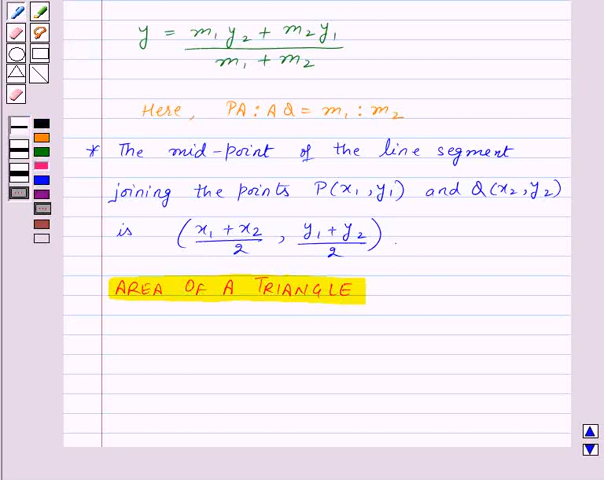 y = m₁y₂ + m₂y₁ / m₁ + m₂
Here, PA : AQ = m₁ : m₂
* The mid-point of the line segment
joining the points P(x₁, y₁) and Q(x₂, y₂)
is (x₁ + x₂ / 2 , y₁ + y₂ / 2).
AREA OF A TRIANGLE